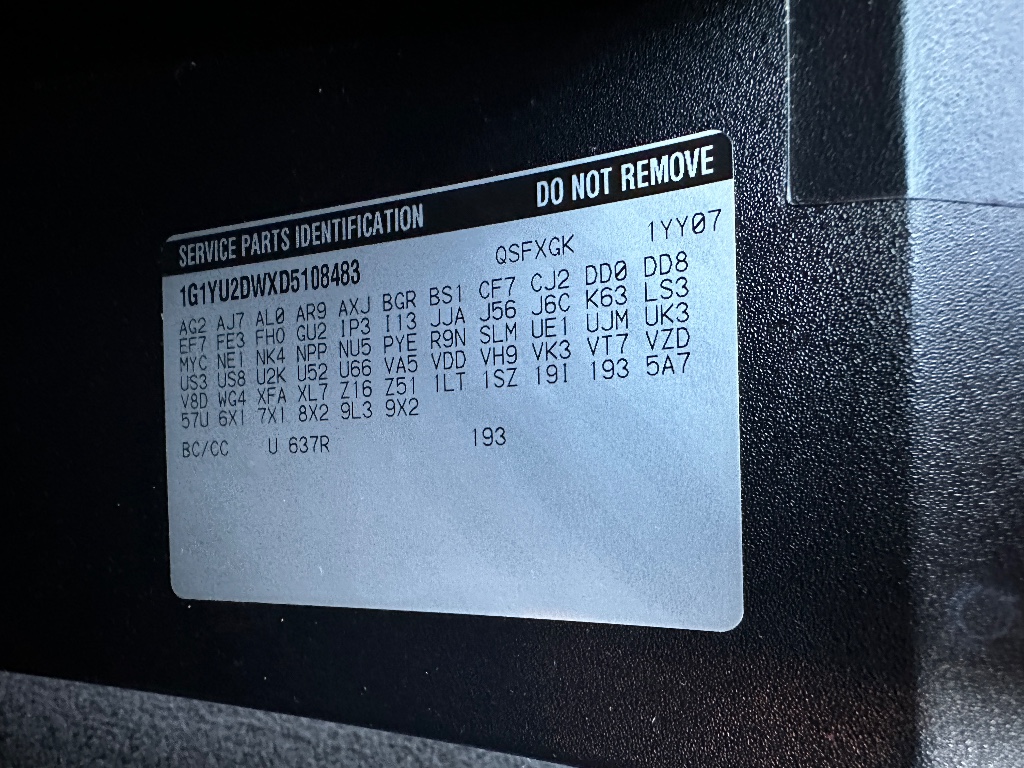 SERVICE PARTS IDENTIFICATION DO NOT REMOVE
1G1YU2DWXD5108483 QSFXGK 1YY07
AG2 AJ7 AL0 AR9 AXJ BGR BS1 CF7 CJ2 DD0 DD8
EF7 FE3 FHO GU2 IP3 I13 JJA J56 J6C K63 LS3
MYC NE1 NK4 NPP NU5 PYE R9N SLM UE1 UJM UK3
US3 US8 U2K U52 U66 VA5 VDD VH9 VK3 VT7 VZD
V8D WG4 XFA XL7 Z16 Z51 1LT 1SZ 19I 193 5A7
57U 6X1 7X1 8X2 9L3 9X2
BC/CC U 637R 193